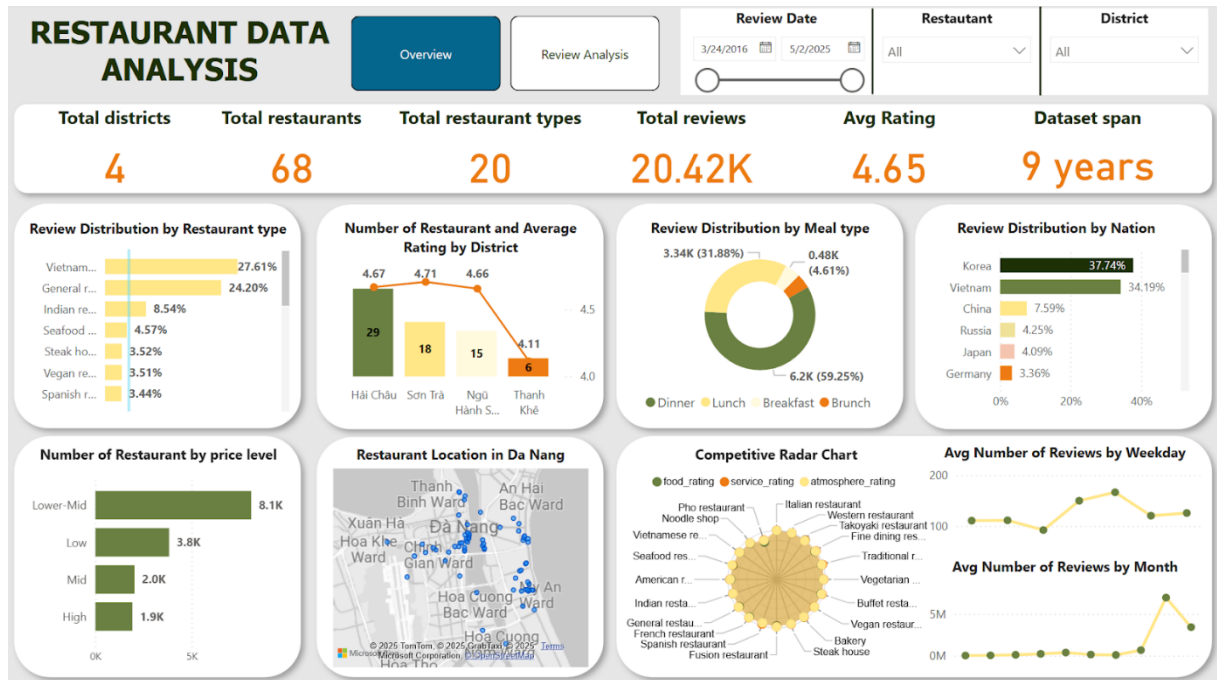 RESTAURANT DATA
ANALYSIS
Overview
Review Analysis
Review Date
3/24/2016
5/2/2025
Restautant
All
District
All
Total districts
4
Total restaurants
68
Total restaurant types
20
Total reviews
20.42K
Avg Rating
4.65
Dataset span
9 years
Review Distribution by Restaurant type
Vietnam... 27.61%
General r... 24.20%
Indian re... 8.54%
Seafood ... 4.57%
Steak ho... 3.52%
Vegan re... 3.51%
Spanish r... 3.44%
Number of Restaurant and Average
Rating by District
4.67
4.71
4.66
4.11
4.5
4.0
29
18
15
6
Hải Châu
Sơn Trà
Ngũ
Hành S...
Thanh
Khê
Review Distribution by Meal type
3.34K (31.88%)
0.48K
(4.61%)
6.2K (59.25%)
Dinner
Lunch
Breakfast
Brunch
Review Distribution by Nation
Korea 37.74%
Vietnam 34.19%
China 7.59%
Russia 4.25%
Japan 4.09%
Germany 3.36%
0%
20%
40%
Number of Restaurant by price level
Lower-Mid 8.1K
Low 3.8K
Mid 2.0K
High 1.9K
0K
5K
Restaurant Location in Da Nang
Thanh
Bình Ward
An Hai
Bac Ward
Xuân Hà
Đà Nang
Hoa Khe
Ward
Chinh
Gian Ward
My An
Ward
Hoa Cuong
Bac Ward
Hoa Cuong
© 2025 TomTom, © 2025 GrabTaxi, © 2025
Terms
Microsoft Corporation, © OpenStreetMap
Competitive Radar Chart
food_rating
service_rating
atmosphere_rating
Italian restaurant
Western restaurant
Takoyaki restaurant
Fine dining res...
Traditional r...
Vegetarian ...
Buffet resta...
Vegan restaur...
Bakery
Steak house
Fusion restaurant
Spanish restaurant
French restaurant
General restau...
Indian resta...
American r...
Seafood res...
Vietnamese re...
Noodle shop
Pho restaurant
Avg Number of Reviews by Weekday
200
100
Avg Number of Reviews by Month
5M
0M